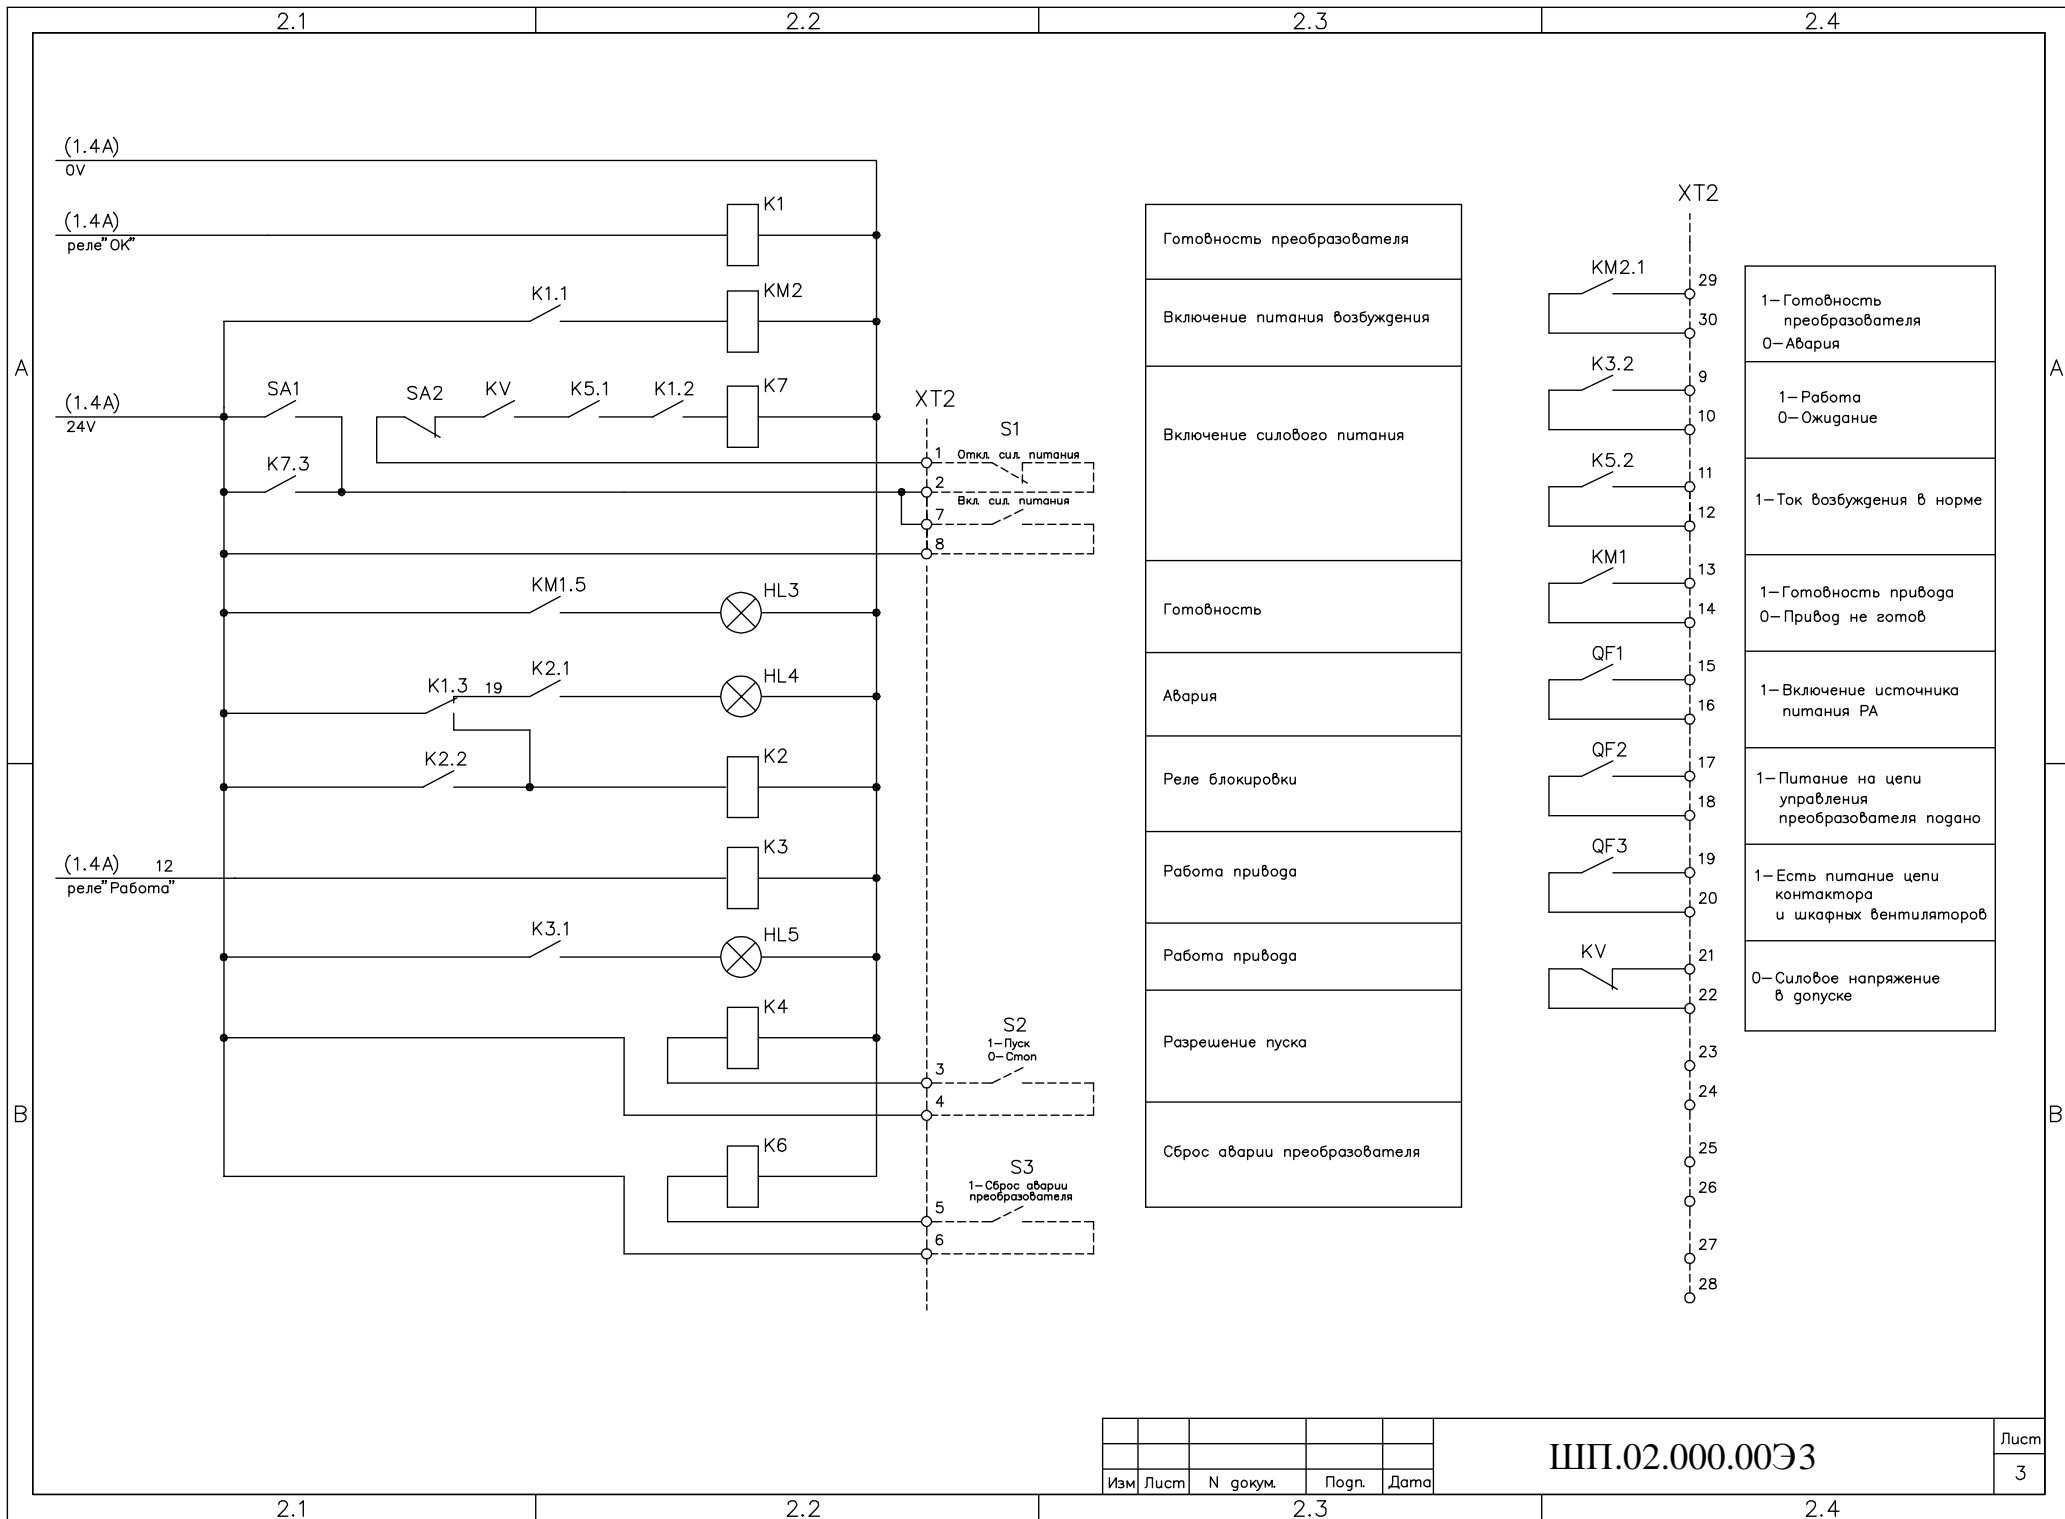 2.1
2.2
2.3
2.4
(1.4A)
0V
(1.4A)
реле"ОК"
K1
K1.1
KM2
A
A
(1.4A)
24V
SA1
SA2
KV
K5.1
K1.2
K7
K7.3
XT2
S1
1
Откл. сил. питания
2
Вкл. сил. питания
7
8
KM1.5
HL3
K1.3
19
K2.1
HL4
K2.2
K2
(1.4A)
12
реле"Работа"
K3
K3.1
HL5
K4
S2
1–Пуск
0–Стоп
3
4
B
B
K6
S3
1–Сброс аварии
преобразователя
5
6
Готовность преобразователя
Включение питания возбуждения
Включение силового питания
Готовность
Авария
Реле блокировки
Работа привода
Работа привода
Разрешение пуска
Сброс аварии преобразователя
XT2
KM2.1
29
30
1–Готовность
преобразователя
0–Авария
K3.2
9
10
1–Работа
0–Ожидание
K5.2
11
12
1–Ток возбуждения в норме
KM1
13
14
1–Готовность привода
0–Привод не готов
QF1
15
16
1–Включение источника
питания РА
QF2
17
18
1–Питание на цепи
управления
преобразователя подано
QF3
19
20
1–Есть питание цепи
контактора
и шкафных вентиляторов
KV
21
22
0–Силовое напряжение
в допуске
23
24
25
26
27
28
Изм
Лист
N докум.
Подп.
Дата
ШП.02.000.00Э3
Лист
3
2.1
2.2
2.3
2.4